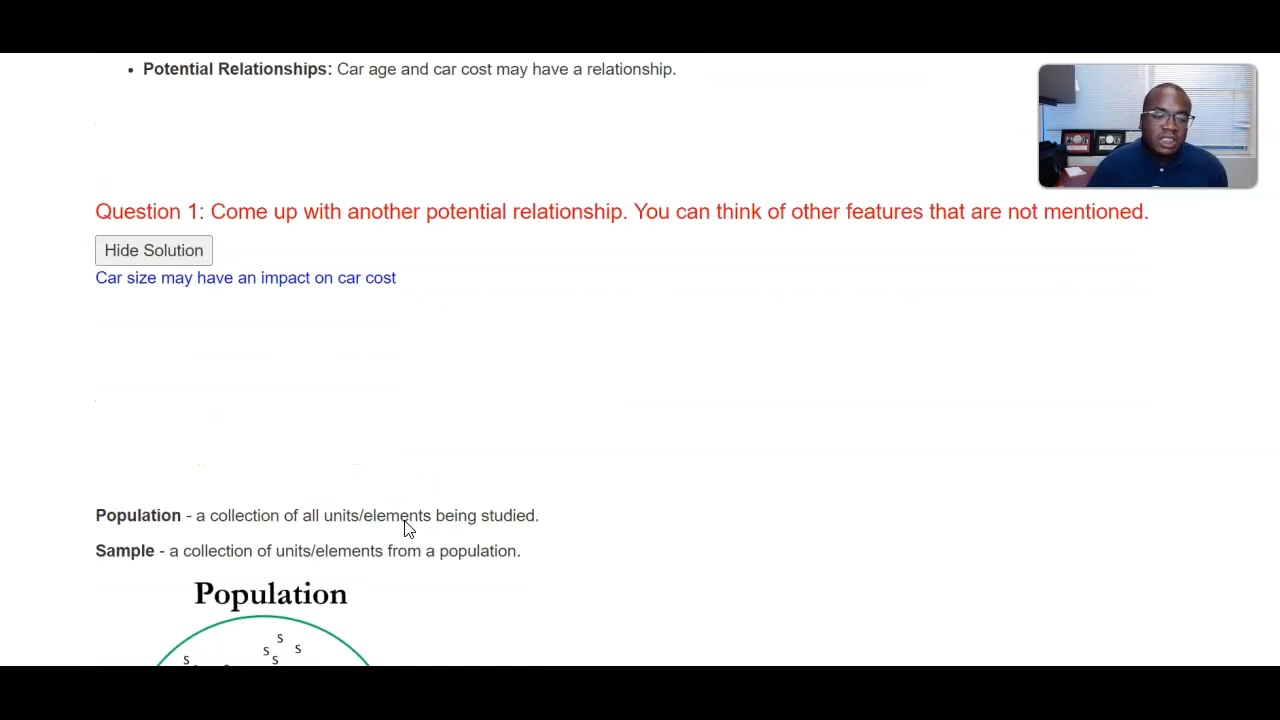 Potential Relationships: Car age and car cost may have a relationship.
Question 1: Come up with another potential relationship. You can think of other features that are not mentioned.
Hide Solution
Car size may have an impact on car cost
Population - a collection of all units/elements being studied.
Sample - a collection of units/elements from a population.
Population
s
s s
s s